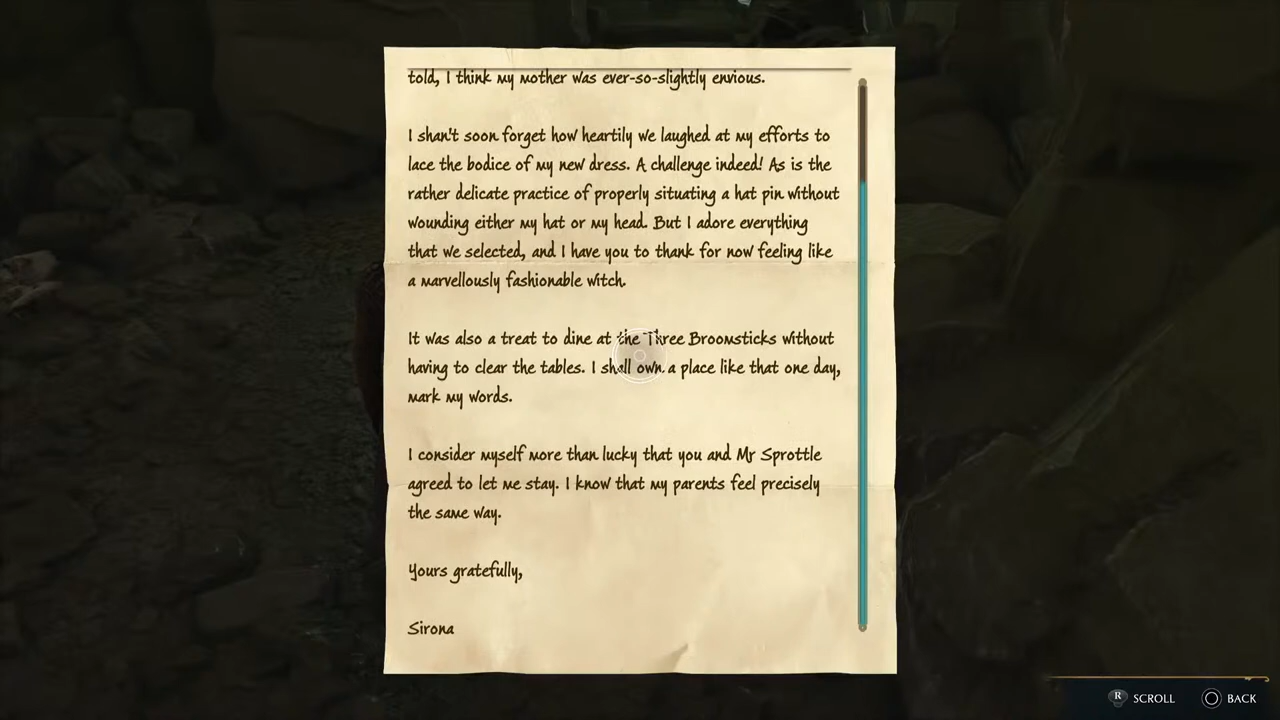 told, I think my mother was ever-so-slightly envious.
I shan't soon forget how heartily we laughed at my efforts to
lace the bodice of my new dress. A challenge indeed! As is the
rather delicate practice of properly situating a hat pin without
wounding either my hat or my head. But I adore everything
that we selected, and I have you to thank for now feeling like
a marvellously fashionable witch.
It was also a treat to dine at the Three Broomsticks without
having to clear the tables. I shall own a place like that one day,
mark my words.
I consider myself more than lucky that you and Mr Sprottle
agreed to let me stay. I know that my parents feel precisely
the same way.
Yours gratefully,
Sirona
R SCROLL BACK